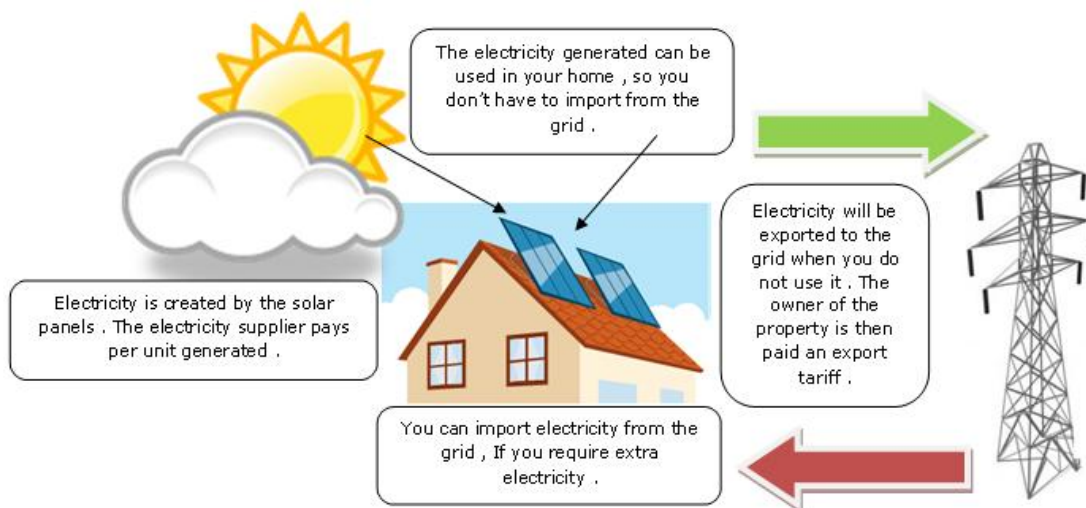 The electricity generated can be
used in your home , so you
don't have to import from the
grid .
Electricity will be
exported to the
grid when you do
not use it . The
owner of the
property is then
paid an export
tariff .
Electricity is created by the solar
panels . The electricity supplier pays
per unit generated .
You can import electricity from the
grid , If you require extra
electricity .